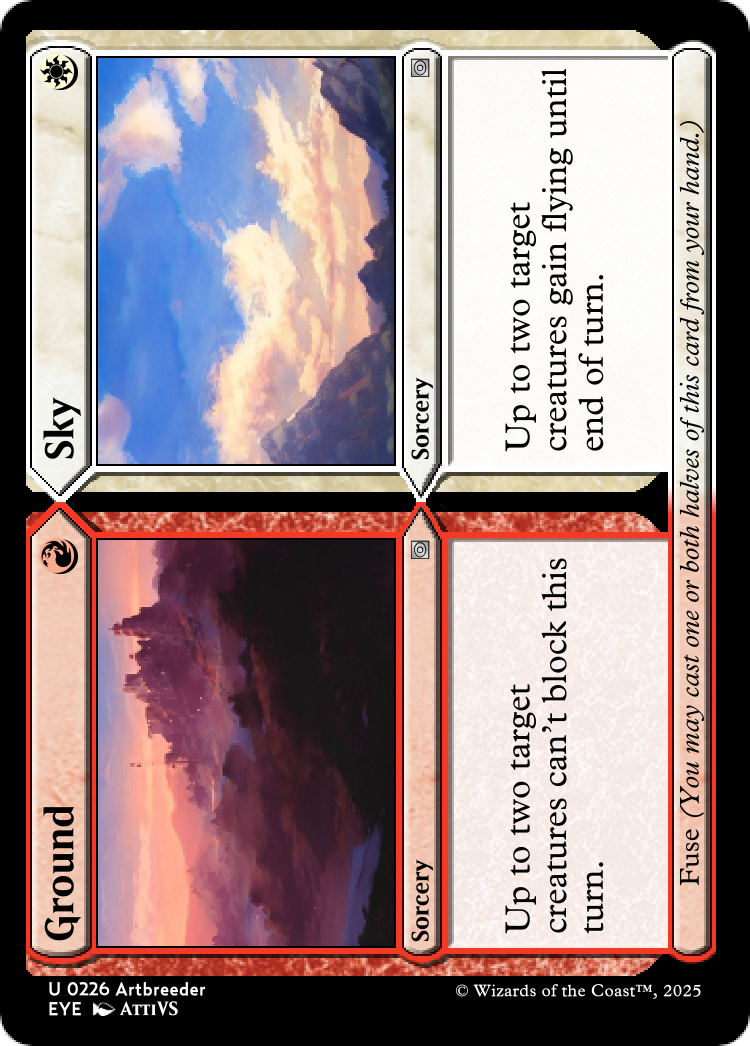 Ground
Sorcery
Up to two target
creatures can't block this
turn.
Sky
Sorcery
Up to two target
creatures gain flying until
end of turn.
Fuse (You may cast one or both halves of this card from your hand.)
U 0226 Artbreeder
EYE AttiVS
© Wizards of the Coast™, 2025